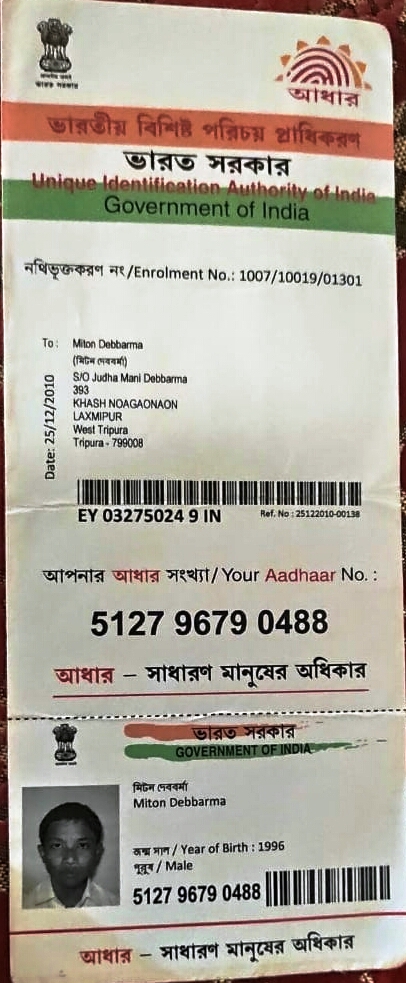 ভারত সরকার
আধার
ভারতীয় বিশিষ্ট পরিচয় প্রাধিকরণ
ভারত সরকার
Unique Identification Authority of India
Government of India
নথিভুক্তকরণ নং/Enrolment No.: 1007/10019/01301
To: Miton Debbarma
(মিটন দেববর্মা)
S/O Judha Mani Debbarma
393
KHASH NOAGAONAON
LAXMIPUR
West Tripura
Tripura - 799008
Date: 25/12/2010
EY 03275024 9 IN
Ref. No : 25122010-00138
আপনার আধার সংখ্যা/ Your Aadhaar No. :
5127 9679 0488
আধার – সাধারণ মানুষের অধিকার
ভারত সরকার
GOVERNMENT OF INDIA
মিটন দেববর্মা
Miton Debbarma
জন্ম সাল / Year of Birth : 1996
পুরুষ / Male
5127 9679 0488
আধার – সাধারণ মানুষের অধিকার